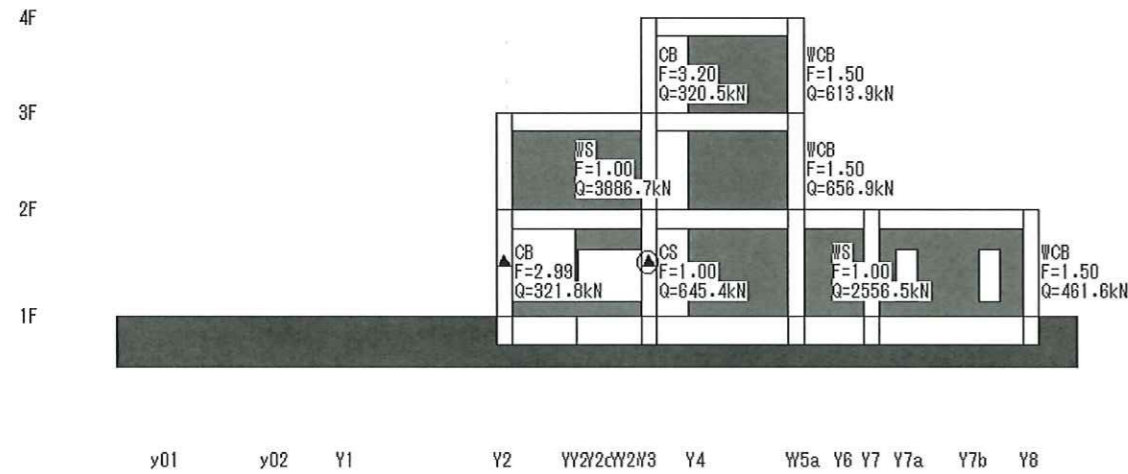 4F
CB
F=3.20
Q=320.5kN
WCB
F=1.50
Q=613.9kN
3F
WS
F=1.00
Q=3886.7kN
WCB
F=1.50
Q=656.9kN
2F
CB
F=2.99
Q=321.8kN
CS
F=1.00
Q=645.4kN
WS
F=1.00
Q=2556.5kN
WCB
F=1.50
Q=461.6kN
1F
y01 y02 Y1 Y2 Y3 Y4 Y6 Y7 Y7a Y7b Y8